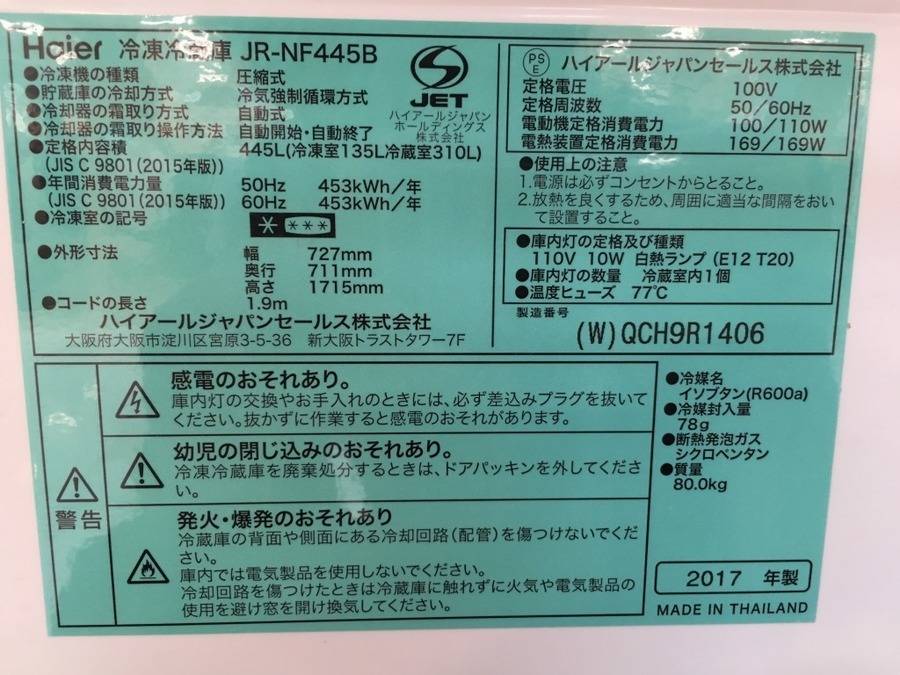 Haier 冷凍冷蔵庫 JR-NF445B
●冷凍機の種類 圧縮式
●貯蔵庫の冷却方式 冷気強制循環方式
●冷却器の霜取り方式 自動式
●冷却器の霜取り操作方法 自動開始・自動終了
●定格内容積 445L(冷凍室135L冷蔵室310L)
(JIS C 9801(2015年版))
●年間消費電力量 50Hz 453kWh/年
(JIS C 9801(2015年版)) 60Hz 453kWh/年
●冷凍室の記号 * ***
●外形寸法 幅 727mm
奥行 711mm
高さ 1715mm
●コードの長さ 1.9m
ハイアールジャパンセールス株式会社
大阪府大阪市淀川区宮原3-5-36 新大阪トラストタワー7F
S
JET
ハイアールジャパン
ホールディングス
株式会社
PS
E
ハイアールジャパンセールス株式会社
定格電圧 100V
定格周波数 50/60Hz
電動機定格消費電力 100/110W
電熱装置定格消費電力 169/169W
●使用上の注意
1.電源は必ずコンセントからとること。
2.放熱を良くするため、周囲に適当な間隔をおい
て設置すること。
●庫内灯の定格及び種類
110V 10W 白熱ランプ (E12 T20)
●庫内灯の数量 冷蔵室内1個
●温度ヒューズ 77℃
製造番号
(W) QCH9R1406
警告
感電のおそれあり。
庫内灯の交換やお手入れのときには、必ず差込みプラグを抜いて
ください。抜かずに作業すると感電のおそれがあります。
幼児の閉じ込みのおそれあり。
冷凍冷蔵庫を廃棄処分するときは、ドアパッキンを外してくださ
い。
発火・爆発のおそれあり
冷蔵庫の背面や側面にある冷却回路(配管)を傷つけないでくだ
さい。
庫内では電気製品を使用しないでください。
冷却回路を傷つけたときは冷蔵庫に触れずに火気や電気製品の
使用を避け窓を開け換気してください。
●冷媒名
イソブタン(R600a)
●冷媒封入量
78g
●断熱発泡ガス
シクロペンタン
●質量
80.0kg
2017 年製
MADE IN THAILAND